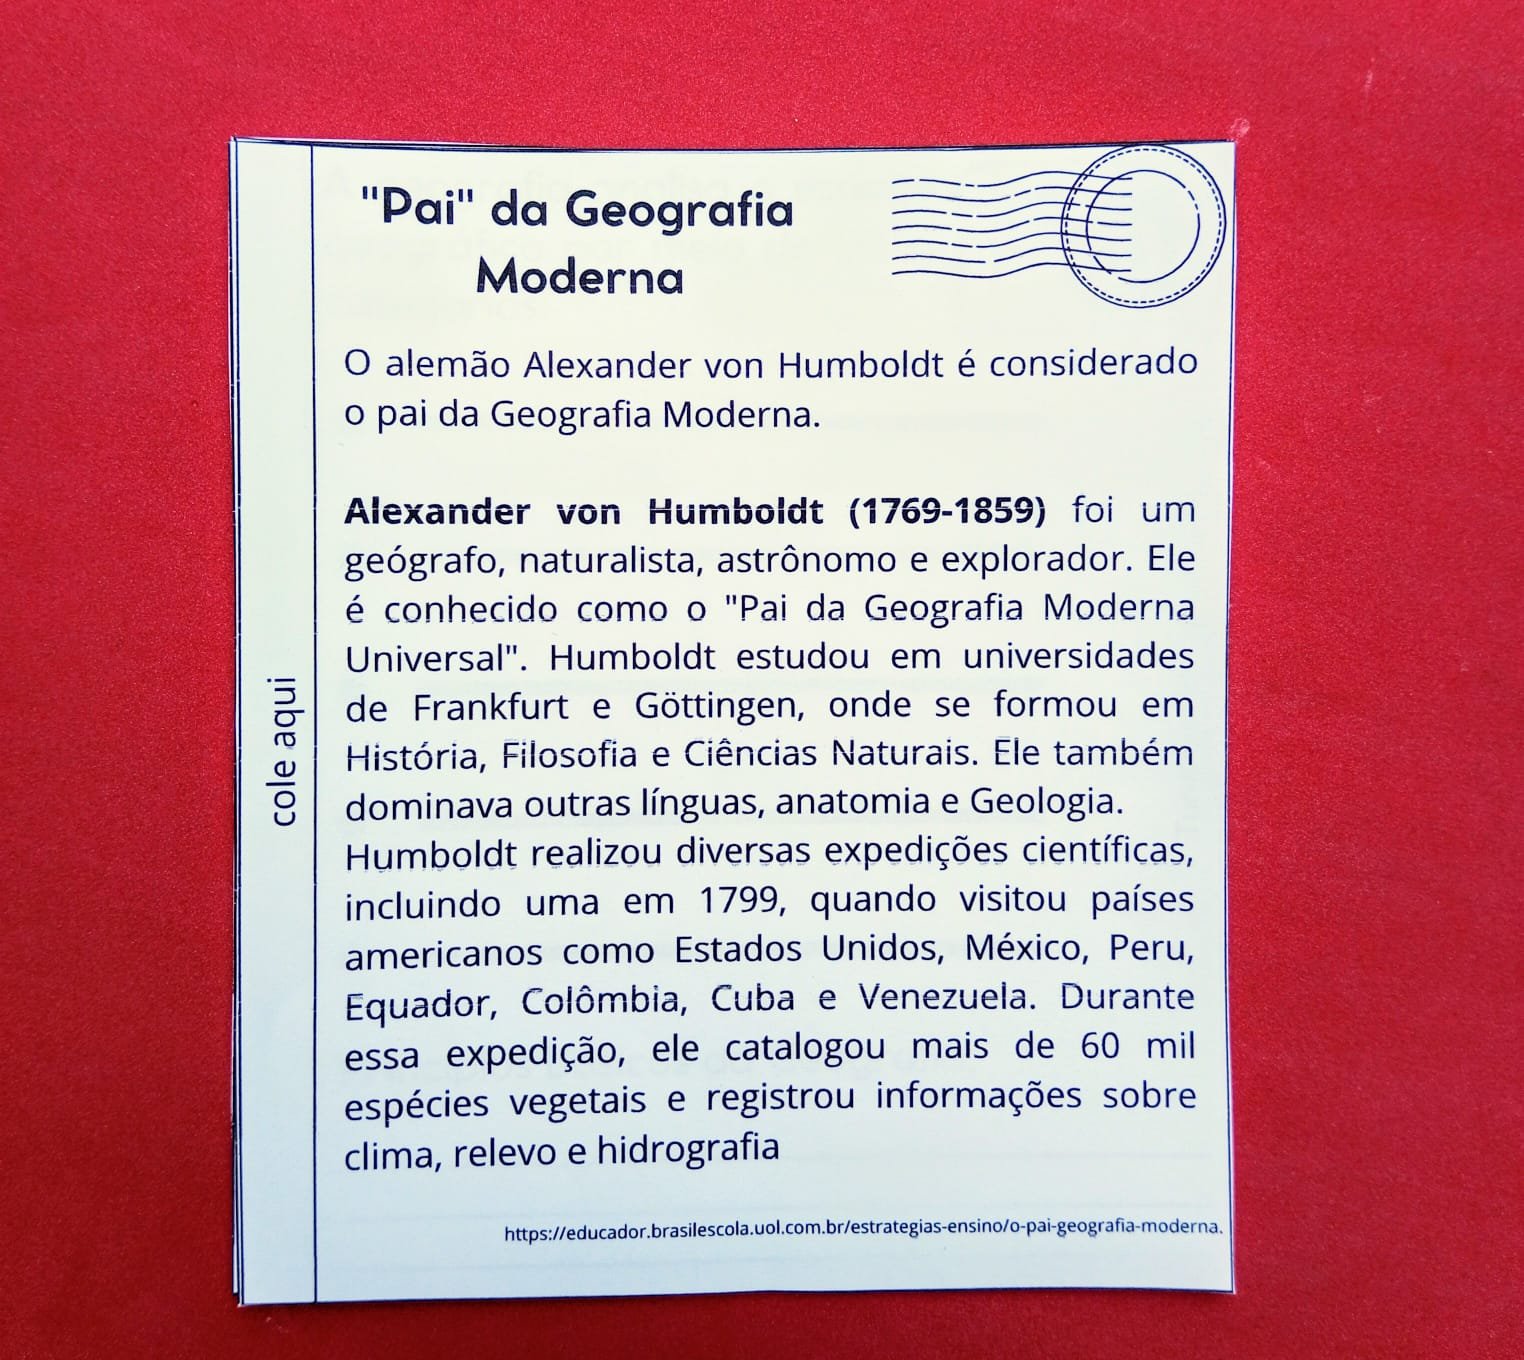 "Pai" da Geografia
Moderna
O alemão Alexander von Humboldt é considerado
o pai da Geografia Moderna.
Alexander von Humboldt (1769-1859) foi um
geógrafo, naturalista, astrônomo e explorador. Ele
é conhecido como o "Pai da Geografia Moderna
Universal". Humboldt estudou em universidades
de Frankfurt e Göttingen, onde se formou em
História, Filosofia e Ciências Naturais. Ele também
dominava outras línguas, anatomia e Geologia.
Humboldt realizou diversas expedições científicas,
incluindo uma em 1799, quando visitou países
americanos como Estados Unidos, México, Peru,
Equador, Colômbia, Cuba e Venezuela. Durante
essa expedição, ele catalogou mais de 60 mil
espécies vegetais e registrou informações sobre
clima, relevo e hidrografia
https://educador.brasilescola.uol.com.br/estrategias-ensino/o-pai-geografia-moderna.
cole aqui